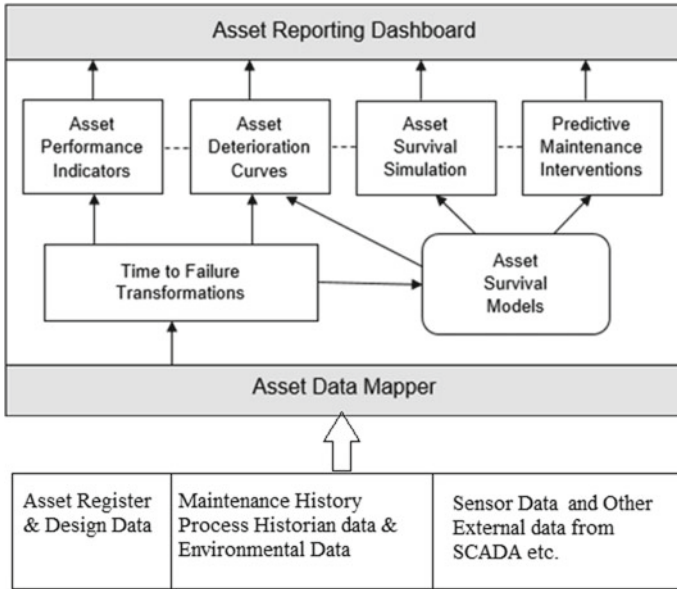 Asset Reporting Dashboard
Asset
Performance
Indicators
Asset
Deterioration
Curves
Asset
Survival
Simulation
Predictive
Maintenance
Interventions
Time to Failure
Transformations
Asset
Survival
Models
Asset Data Mapper
Asset Register
& Design Data
Maintenance History
Process Historian data &
Environmental Data
Sensor Data and Other
External data from
SCADA etc.